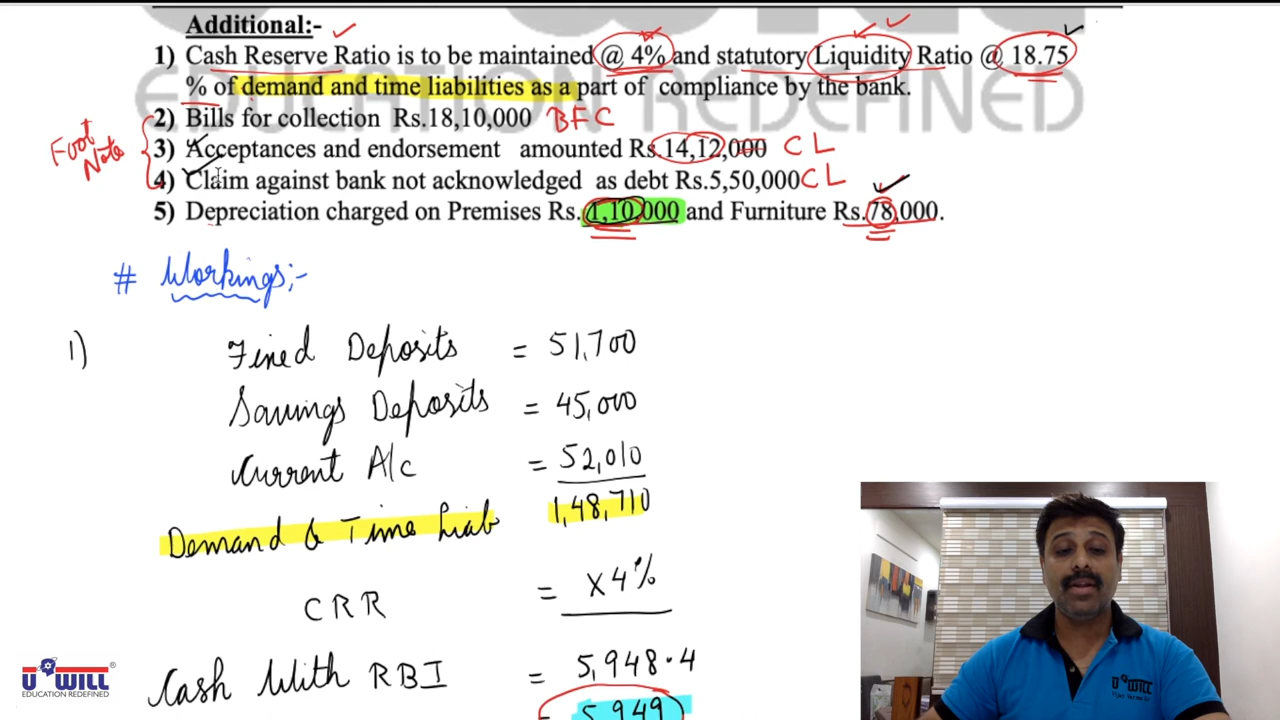 Additional:-
1) Cash Reserve Ratio is to be maintained @ 4% and statutory Liquidity Ratio @ 18.75
% of demand and time liabilities as a part of compliance by the bank.
2) Bills for collection Rs.18,10,000 BFC
3) Acceptances and endorsement amounted Rs.14,12,000 CL
4) Claim against bank not acknowledged as debt Rs.5,50,000 CL
5) Depreciation charged on Premises Rs. 1,10,000 and Furniture Rs.78,000.
Foot
Note
EDUCATION REDEFINED
# Workings:-
1) Fixed Deposits = 51,700
Savings Deposits = 45,000
Current A/c = 52,010
Demand & Time Liab 1,48,710
CRR = x4%
Cash With RBI = 5,948.4
= 5,949
U WILL
EDUCATION REDEFINED
U WILL